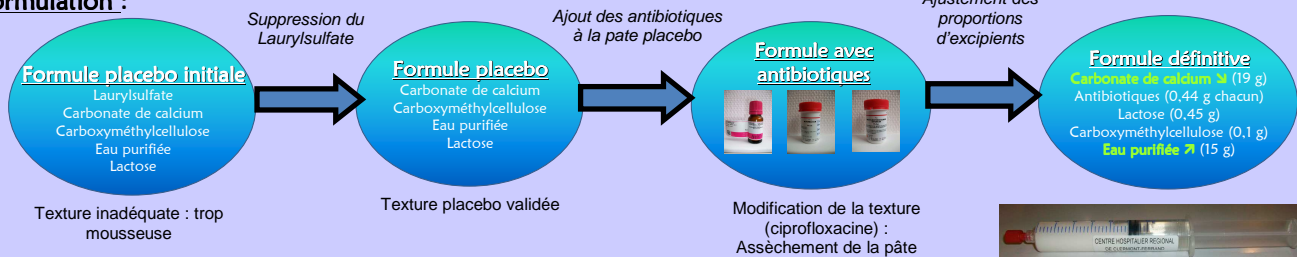 Formulation :
Suppression du
Laurylsulfate
Ajout des antibiotiques
à la pate placebo
Ajustement des
proportions
d'excipients
Formule placebo initiale
Laurylsulfate
Carbonate de calcium
Carboxyméthylcellulose
Eau purifiée
Lactose
Texture inadéquate : trop
mousseuse
Formule placebo
Carbonate de calcium
Carboxyméthylcellulose
Eau purifiée
Lactose
Texture placebo validée
Formule avec
antibiotiques
Modification de la texture
(ciprofloxacine) :
Assèchement de la pâte
Formule définitive
Carbonate de calcium ↘ (19 g)
Antibiotiques (0,44 g chacun)
Lactose (0,45 g)
Carboxyméthylcellulose (0,1 g)
Eau purifiée ↗ (15 g)
CENTRE HOSPITALIER REGIONAL
DE CLERMONT-FERRAND